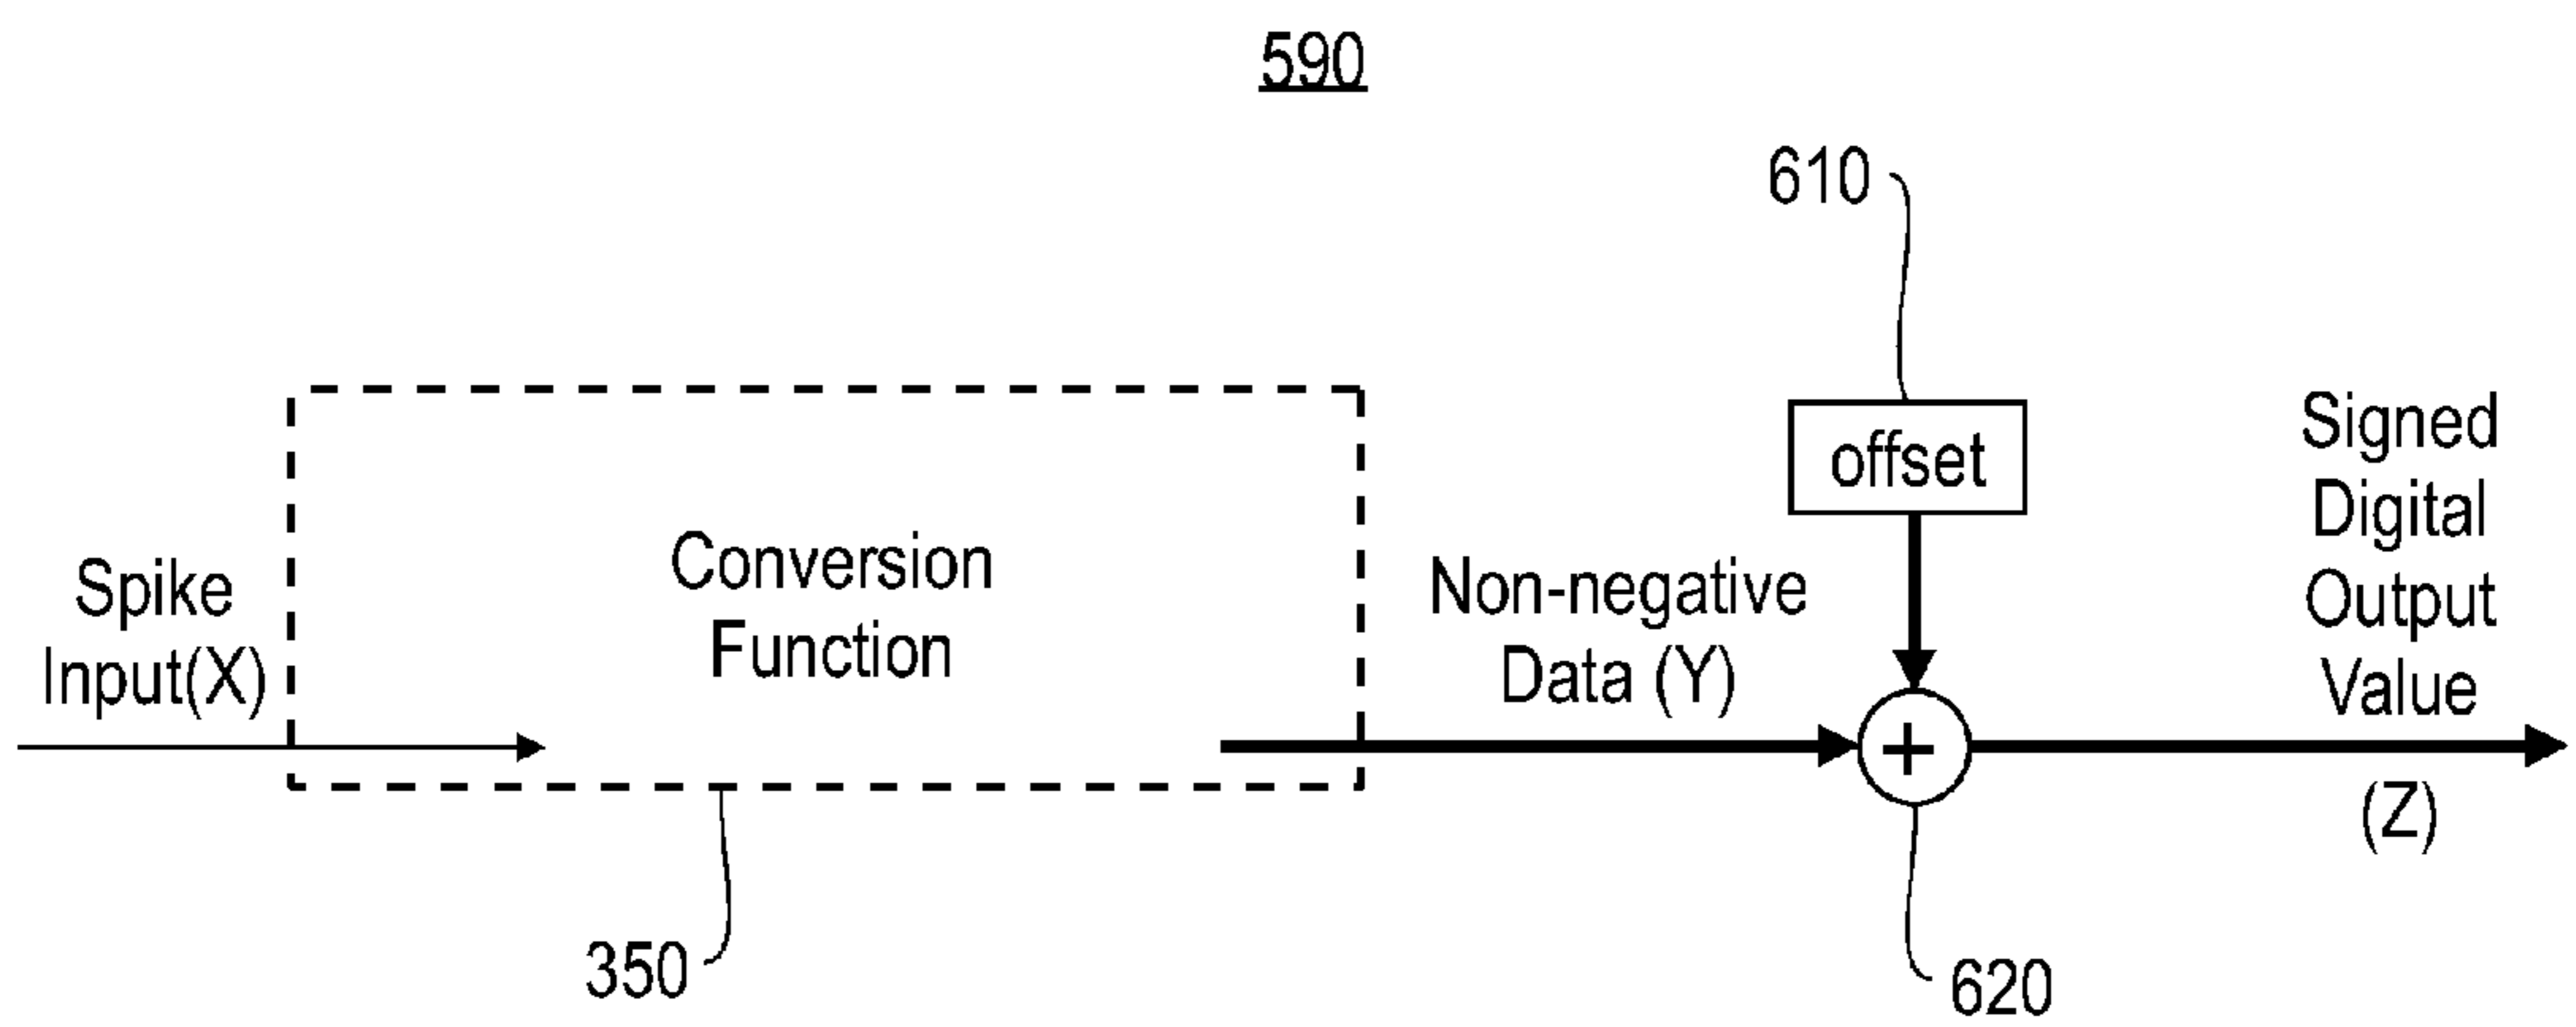 590
610
offset
Signed
Digital
Output
Value
(Z)
Conversion
Function
Spike
Input(X)
Non-negative
Data (Y)
+
350
620